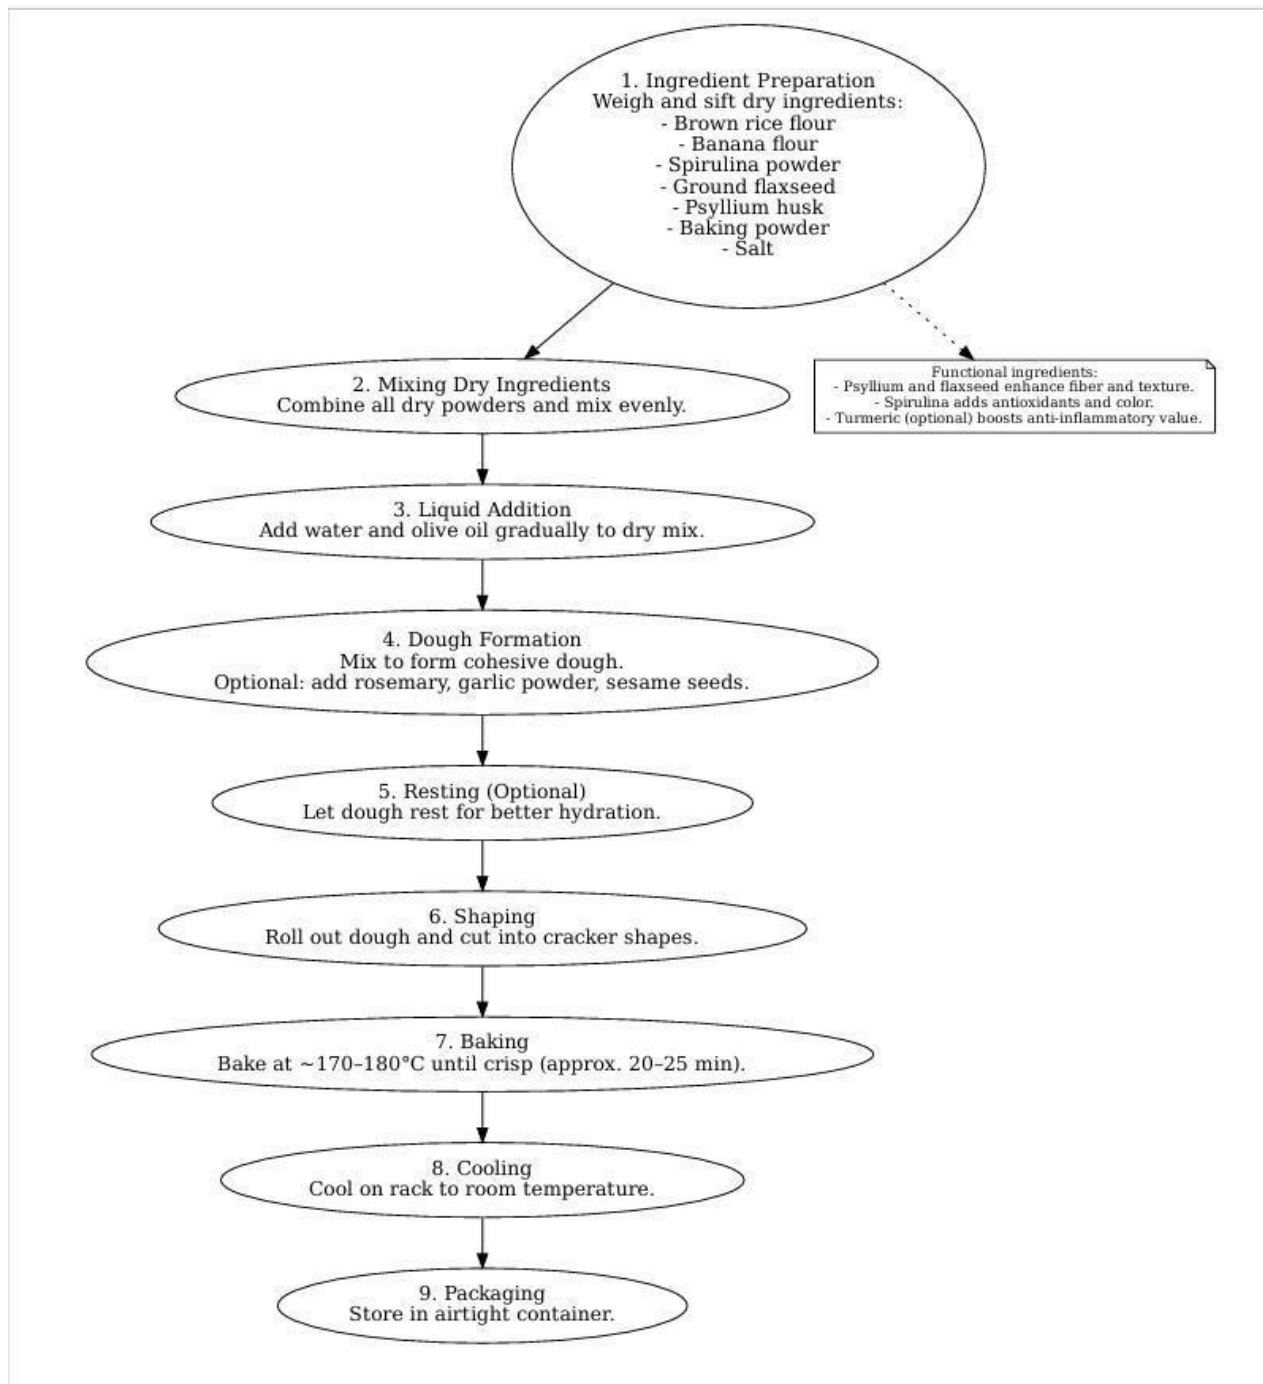 1. Ingredient Preparation
Weigh and sift dry ingredients:
- Brown rice flour
- Banana flour
- Spirulina powder
- Ground flaxseed
- Psyllium husk
- Baking powder
- Salt
2. Mixing Dry Ingredients
Combine all dry powders and mix evenly.
Functional ingredients:
- Psyllium and flaxseed enhance fiber and texture.
- Spirulina adds antioxidants and color.
- Turmeric (optional) boosts anti-inflammatory value.
3. Liquid Addition
Add water and olive oil gradually to dry mix.
4. Dough Formation
Mix to form cohesive dough.
Optional: add rosemary, garlic powder, sesame seeds.
5. Resting (Optional)
Let dough rest for better hydration.
6. Shaping
Roll out dough and cut into cracker shapes.
7. Baking
Bake at ~170–180°C until crisp (approx. 20–25 min).
8. Cooling
Cool on rack to room temperature.
9. Packaging
Store in airtight container.